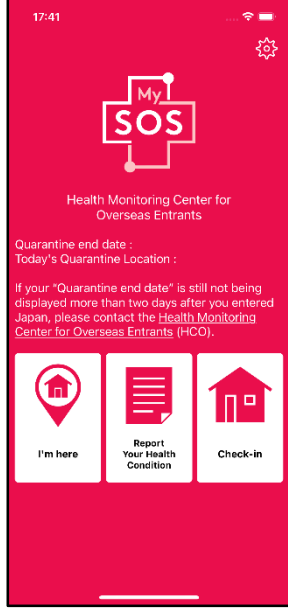 17:41
My
SOS
Health Monitoring Center for
Overseas Entrants
Quarantine end date :
Today's Quarantine Location :
If your "Quarantine end date" is still not being
displayed more than two days after you entered
Japan, please contact the Health Monitoring
Center for Overseas Entrants (HCO).
I'm here
Report
Your Health
Condition
Check-in